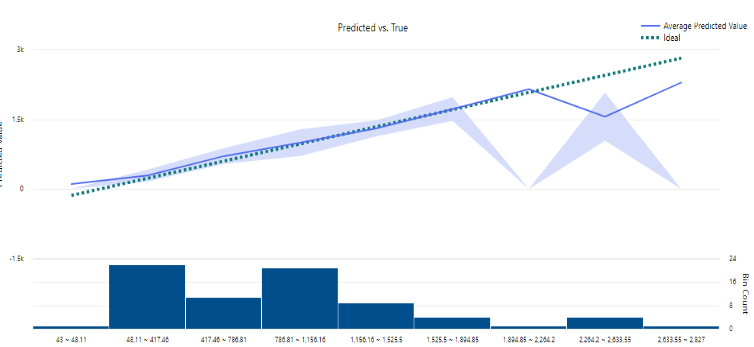 Predicted vs. True
Average Predicted Value
Ideal
3k
1.5k
0
-1.5k
24
16
8
0
Bin Count
43 ~ 48.11
48.11 ~ 417.46
417.46 ~ 786.81
786.81 ~ 1,156.16
1,156.16 ~ 1,525.5
1,525.5 ~ 1,894.85
1,894.85 ~ 2,264.2
2,264.2 ~ 2,633.55
2,633.55 ~ 2,827